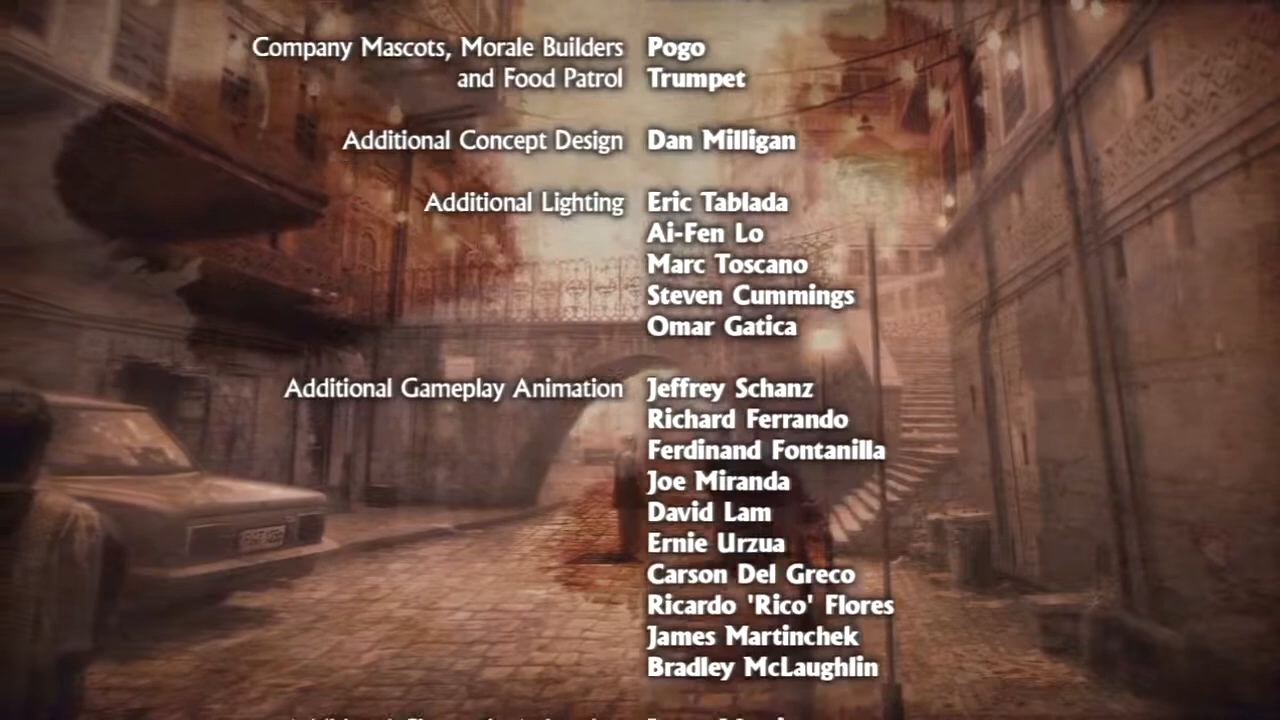 Company Mascots, Morale Builders Pogo
and Food Patrol Trumpet
Additional Concept Design Dan Milligan
Additional Lighting Eric Tablada
Ai-Fen Lo
Marc Toscano
Steven Cummings
Omar Gatica
Additional Gameplay Animation Jeffrey Schanz
Richard Ferrando
Ferdinand Fontanilla
Joe Miranda
David Lam
Ernie Urzua
Carson Del Greco
Ricardo 'Rico' Flores
James Martinchek
Bradley McLaughlin